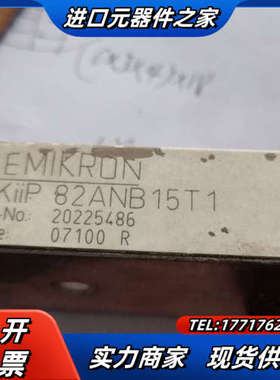 进口元器件之家
EMIKRON
KiiP 82ANB15T1
-No.: 20225486
e: 07100 R
开
票
TEL:1771762
实力商家 现货供